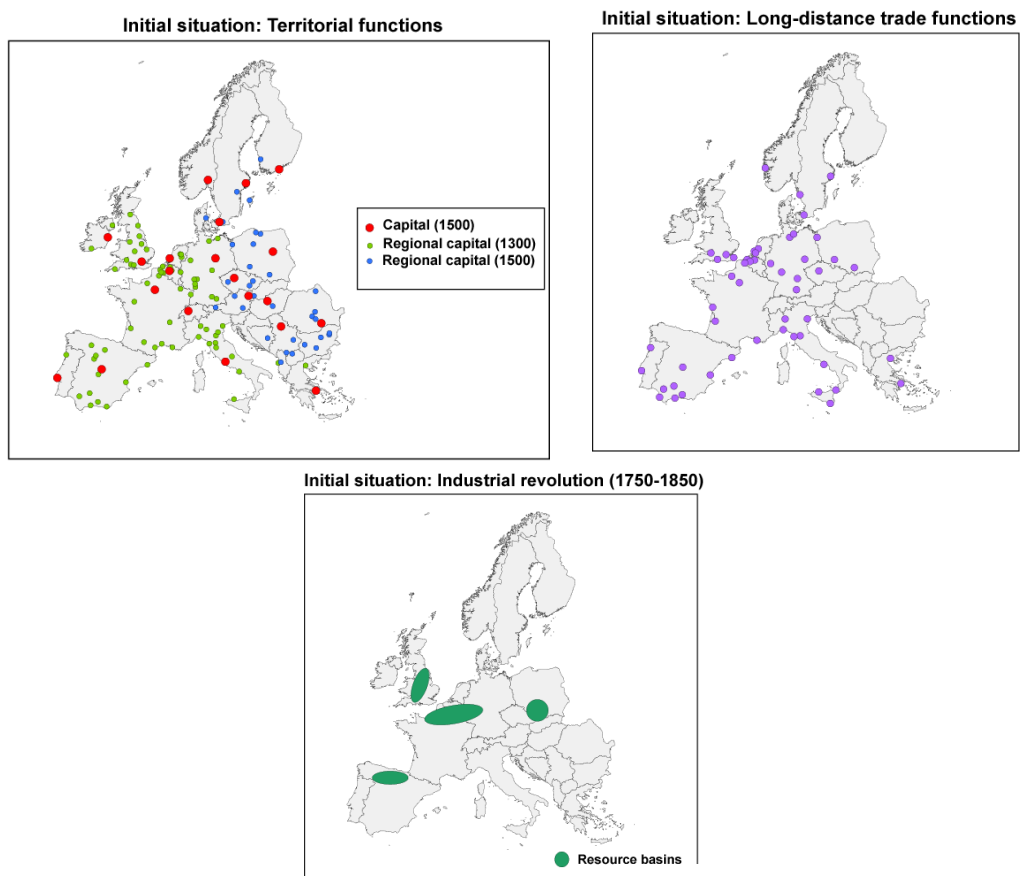 Initial situation: Territorial functions
Initial situation: Long-distance trade functions
Capital (1500)
Regional capital (1300)
Regional capital (1500)
Initial situation: Industrial revolution (1750-1850)
Resource basins